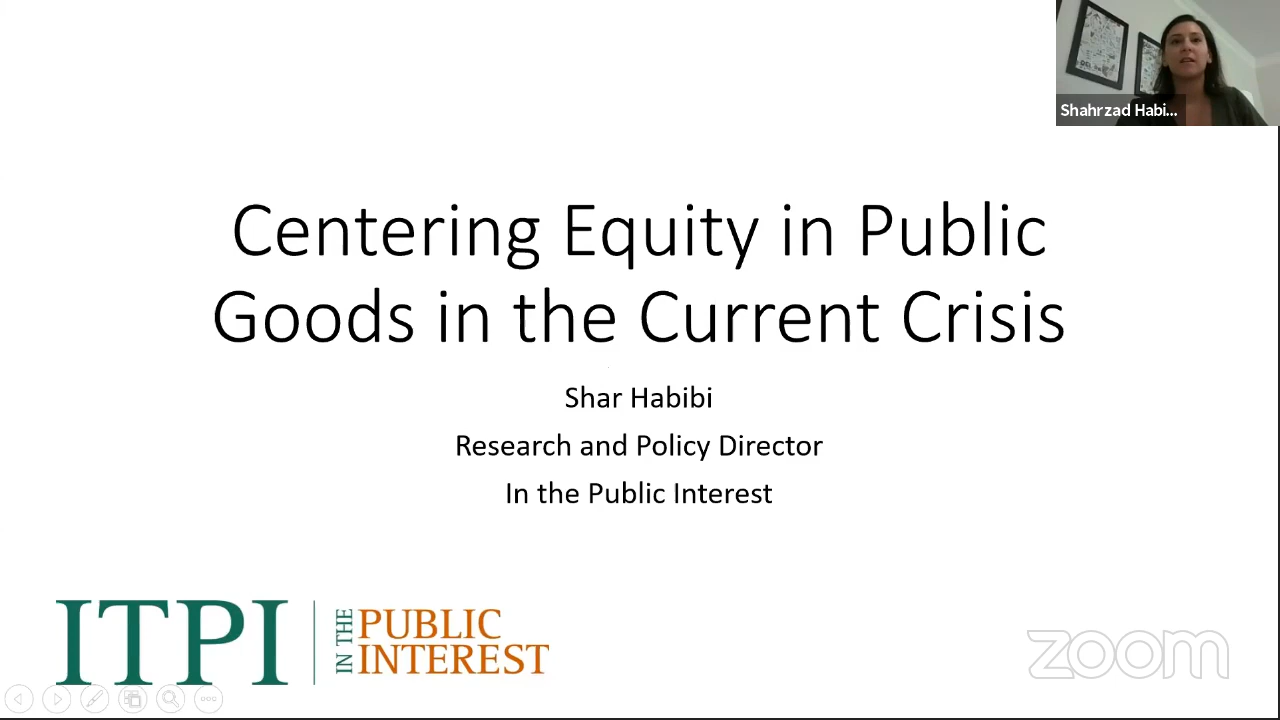 Shahrzad Habi...
Centering Equity in Public
Goods in the Current Crisis
Shar Habibi
Research and Policy Director
In the Public Interest
ITPI
IN THE
PUBLIC
INTEREST
zoom